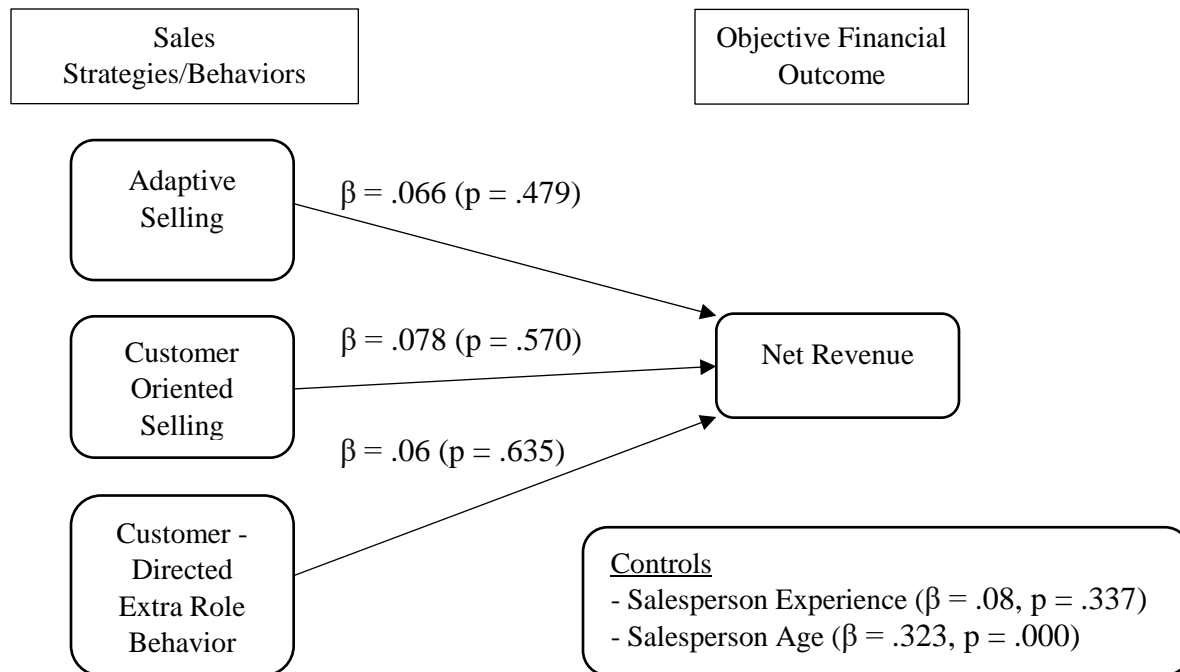 Sales
Strategies/Behaviors
Objective Financial
Outcome
Adaptive
Selling
β = .066 (p = .479)
Customer
Oriented
Selling
β = .078 (p = .570)
Net Revenue
β = .06 (p = .635)
Customer -
Directed
Extra Role
Behavior
Controls
- Salesperson Experience (β = .08, p = .337)
- Salesperson Age (β = .323, p = .000)